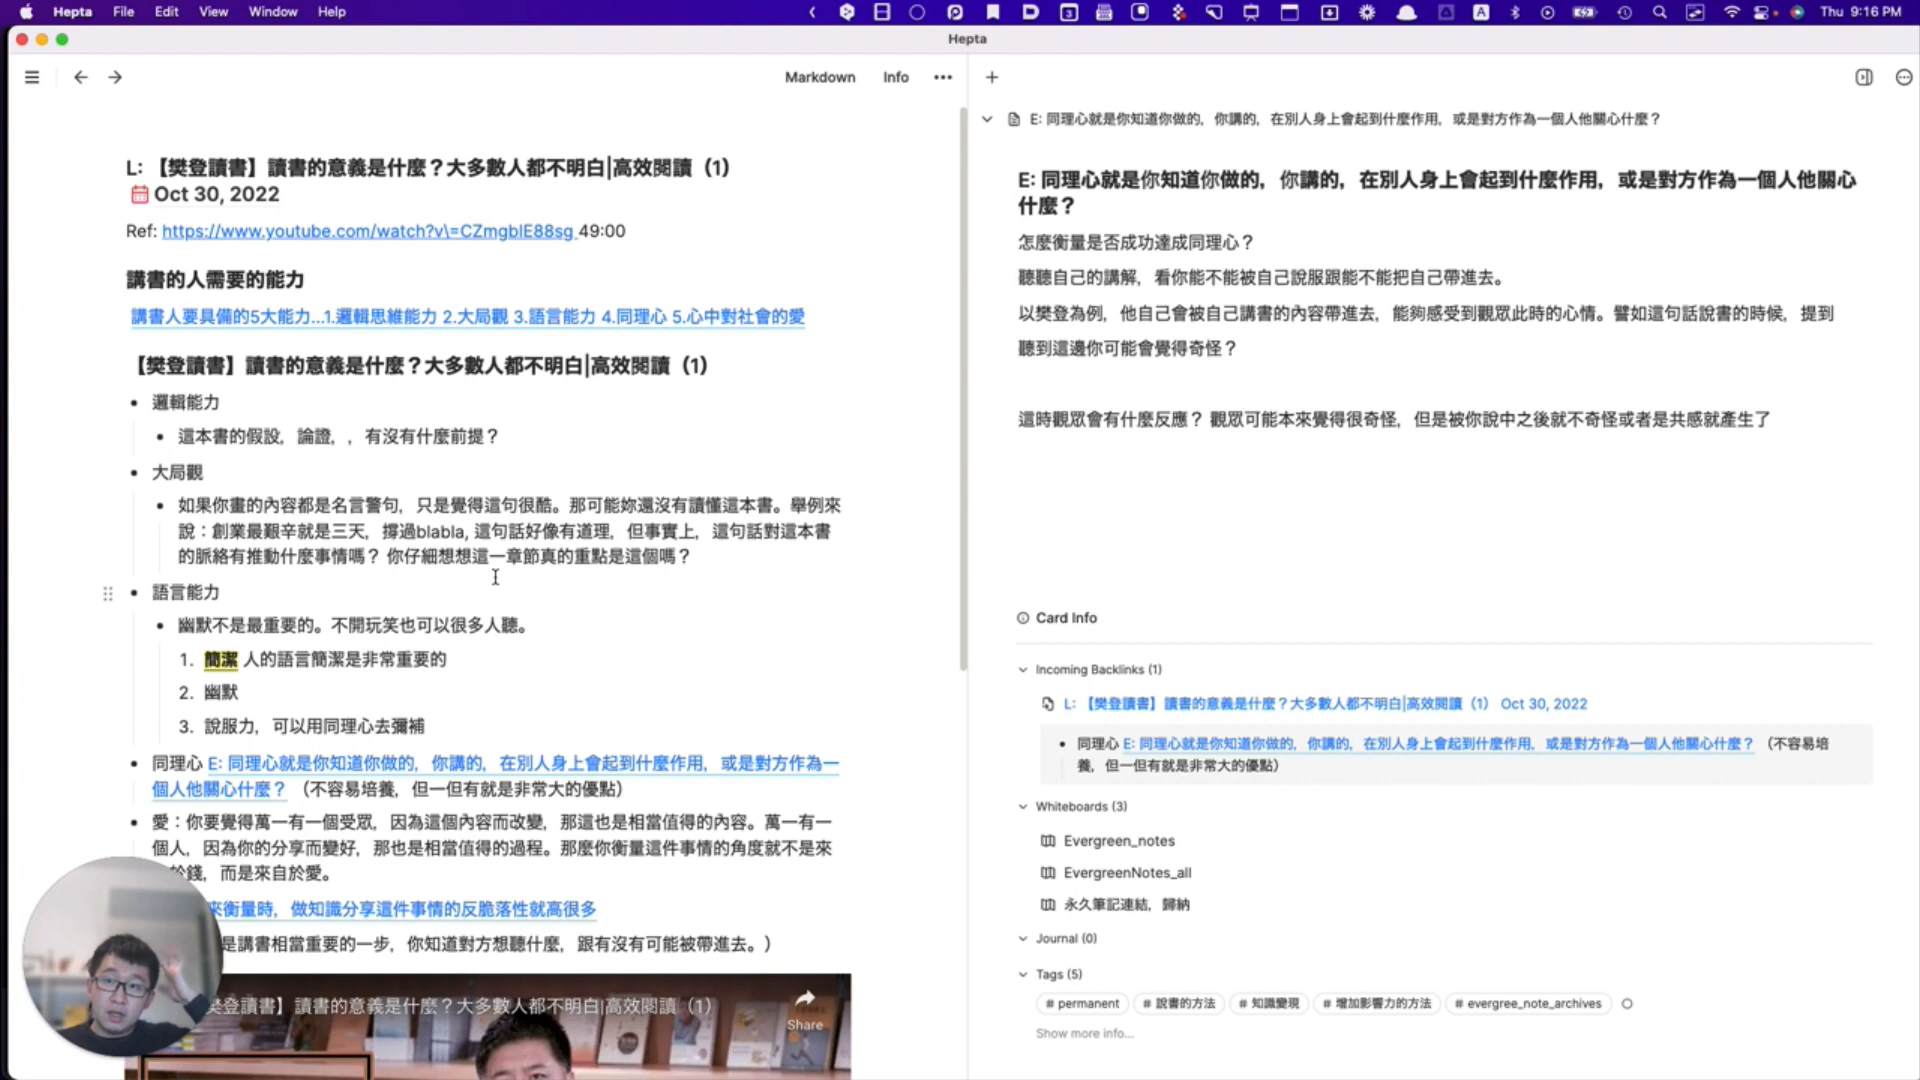 Hepta File Edit View Window Help
Thu 9:16 PM
Hepta
Markdown Info
L: 【樊登讀書】讀書的意義是什麼？大多數人都不明白|高效閱讀（1）
Oct 30, 2022
Ref: https://www.youtube.com/watch?v\=CZmgblE88sg 49:00
講書的人需要的能力
講書人要具備的5大能力...1.邏輯思維能力 2.大局觀 3.語言能力 4.同理心 5.心中對社會的愛
【樊登讀書】讀書的意義是什麼？大多數人都不明白|高效閱讀（1）
• 邏輯能力
• 這本書的假設，論證，，有沒有什麼前提？
• 大局觀
• 如果你畫的內容都是名言警句，只是覺得這句很酷。那可能妳還沒有讀懂這本書。舉例來
說：創業最艱辛就是三天，撐過blabla, 這句話好像有道理，但事實上，這句話對這本書
的脈絡有推動什麼事情嗎？ 你仔細想想這一章節真的重點是這個嗎？
• 語言能力
• 幽默不是最重要的。不開玩笑也可以很多人聽。
1. 簡潔 人的語言簡潔是非常重要的
2. 幽默
3. 說服力，可以用同理心去彌補
• 同理心 E: 同理心就是你知道你做的，你講的，在別人身上會起到什麼作用，或是對方作為一
個人他關心什麼？ （不容易培養，但一但有就是非常大的優點）
• 愛：你要覺得萬一有一個受眾，因為這個內容而改變，那這也是相當值得的內容。萬一有一
個人，因為你的分享而變好，那也是相當值得的過程。那麼你衡量這件事情的角度就不是來
於錢，而是來自於愛。
來衡量時，做知識分享這件事情的反脆落性就高很多
是講書相當重要的一步，你知道對方想聽什麼，跟有沒有可能被帶進去。）
樊登讀書】讀書的意義是什麼？大多數人都不明白|高效閱讀（1）
Share
E: 同理心就是你知道你做的，你講的，在別人身上會起到什麼作用，或是對方作為一個人他關心什麼？
E: 同理心就是你知道你做的，你講的，在別人身上會起到什麼作用，或是對方作為一個人他關心
什麼？
怎麼衡量是否成功達成同理心？
聽聽自己的講解，看你能不能被自己說服跟能不能把自己帶進去。
以樊登為例，他自己會被自己講書的內容帶進去，能夠感受到觀眾此時的心情。譬如這句話說書的時候，提到
聽到這邊你可能會覺得奇怪？
這時觀眾會有什麼反應？ 觀眾可能本來覺得很奇怪，但是被你說中之後就不奇怪或者是共感就產生了
Card Info
Incoming Backlinks (1)
L: 【樊登讀書】讀書的意義是什麼？大多數人都不明白|高效閱讀（1） Oct 30, 2022
• 同理心 E: 同理心就是你知道你做的，你講的，在別人身上會起到什麼作用，或是對方作為一個人他關心什麼？ （不容易培
養，但一但有就是非常大的優點）
Whiteboards (3)
Evergreen_notes
EvergreenNotes_all
永久筆記連結，歸納
Journal (0)
Tags (5)
# permanent # 說書的方法 # 知識變現 # 增加影響力的方法 # evergree_note_archives
Show more info...